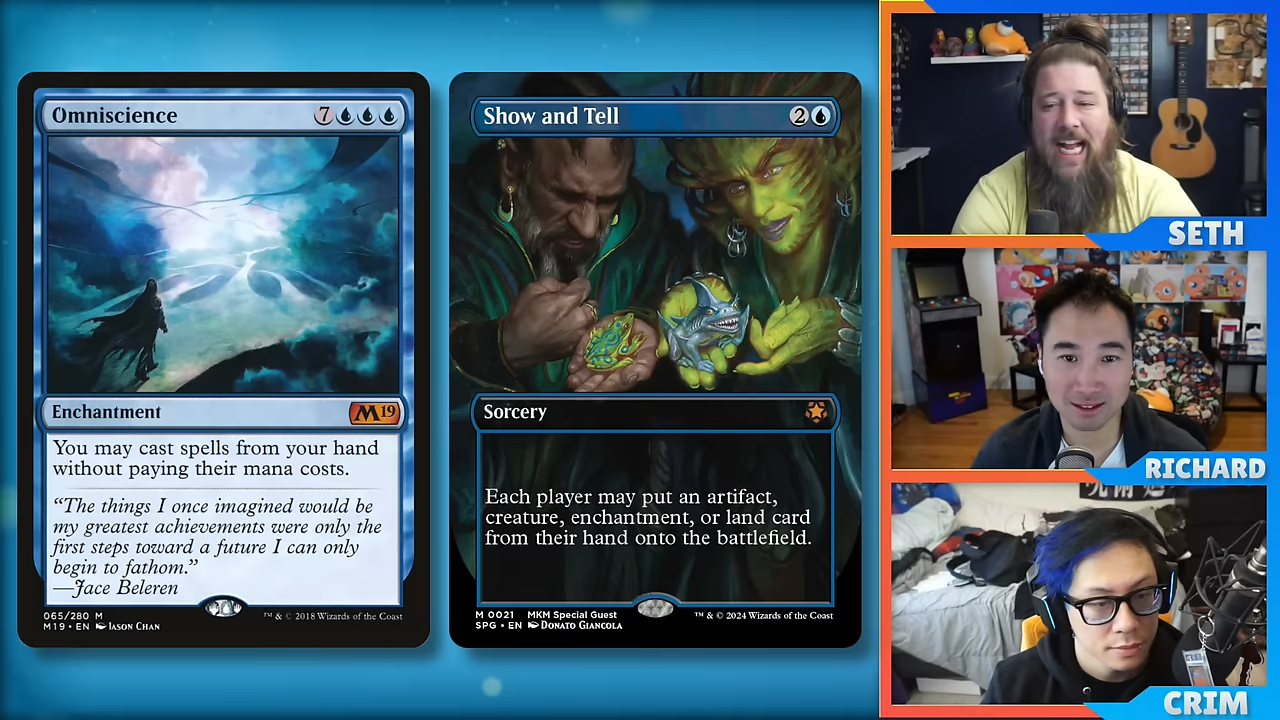 Omniscience
7
Enchantment
M19
You may cast spells from your hand
without paying their mana costs.
“The things I once imagined would be
my greatest achievements were only the
first steps toward a future I can only
begin to fathom.”
—Jace Beleren
065/280 M
M19 • EN JASON CHAN
™ & © 2018 Wizards of the Coast
Show and Tell
2
Sorcery
Each player may put an artifact,
creature, enchantment, or land card
from their hand onto the battlefield.
M 0021 MKM Special Guest
SPG • EN DONATO GIANCOLA
™ & © 2024 Wizards of the Coast
SETH
RICHARD
CRIM